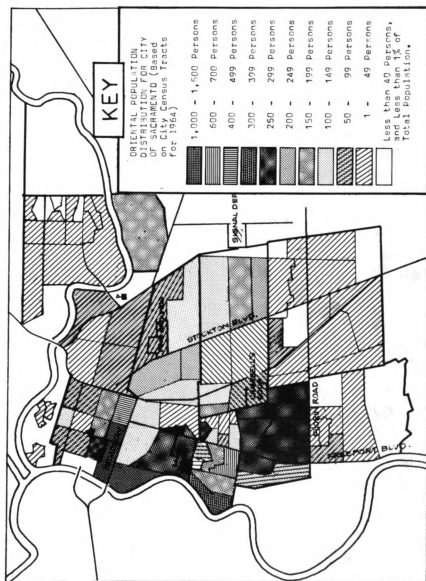 KEY
ORIENTAL POPULATION
DISTRIBUTION FOR CITY
OF SACRAMENTO (Based
on City Census Tracts
for 1964)
1,000 - 1,500 Persons
600 - 700 Persons
400 - 499 Persons
300 - 399 Persons
250 - 299 Persons
200 - 249 Persons
150 - 199 Persons
100 - 149 Persons
50 - 99 Persons
1 - 49 Persons
Less than 40 Persons,
and Less than 1% of
Total Population.
SIGNAL DEP
STOCKTON BLVD.
ROAD
FREEPORT BLVD.